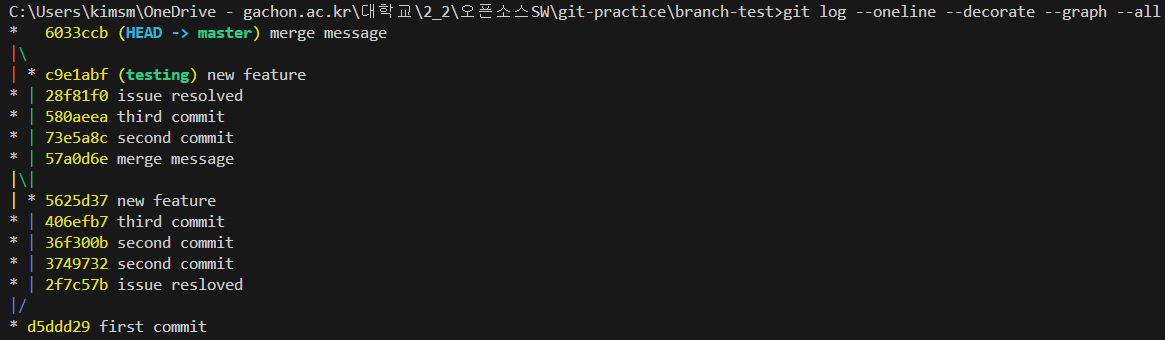 C:\Users\kimsm\OneDrive - gachon.ac.kr\대학교\2_2\오픈소스SW\git-practice\branch-test>git log --oneline --decorate --graph --all
*   6033ccb (HEAD -> master) merge message
|\
| * c9e1abf (testing) new feature
* | 28f81f0 issue resolved
* | 580aeea third commit
* | 73e5a8c second commit
* | 57a0d6e merge message
|\|
| * 5625d37 new feature
* | 406efb7 third commit
* | 36f300b second commit
* | 3749732 second commit
* | 2f7c57b issue resloved
|/
* d5ddd29 first commit